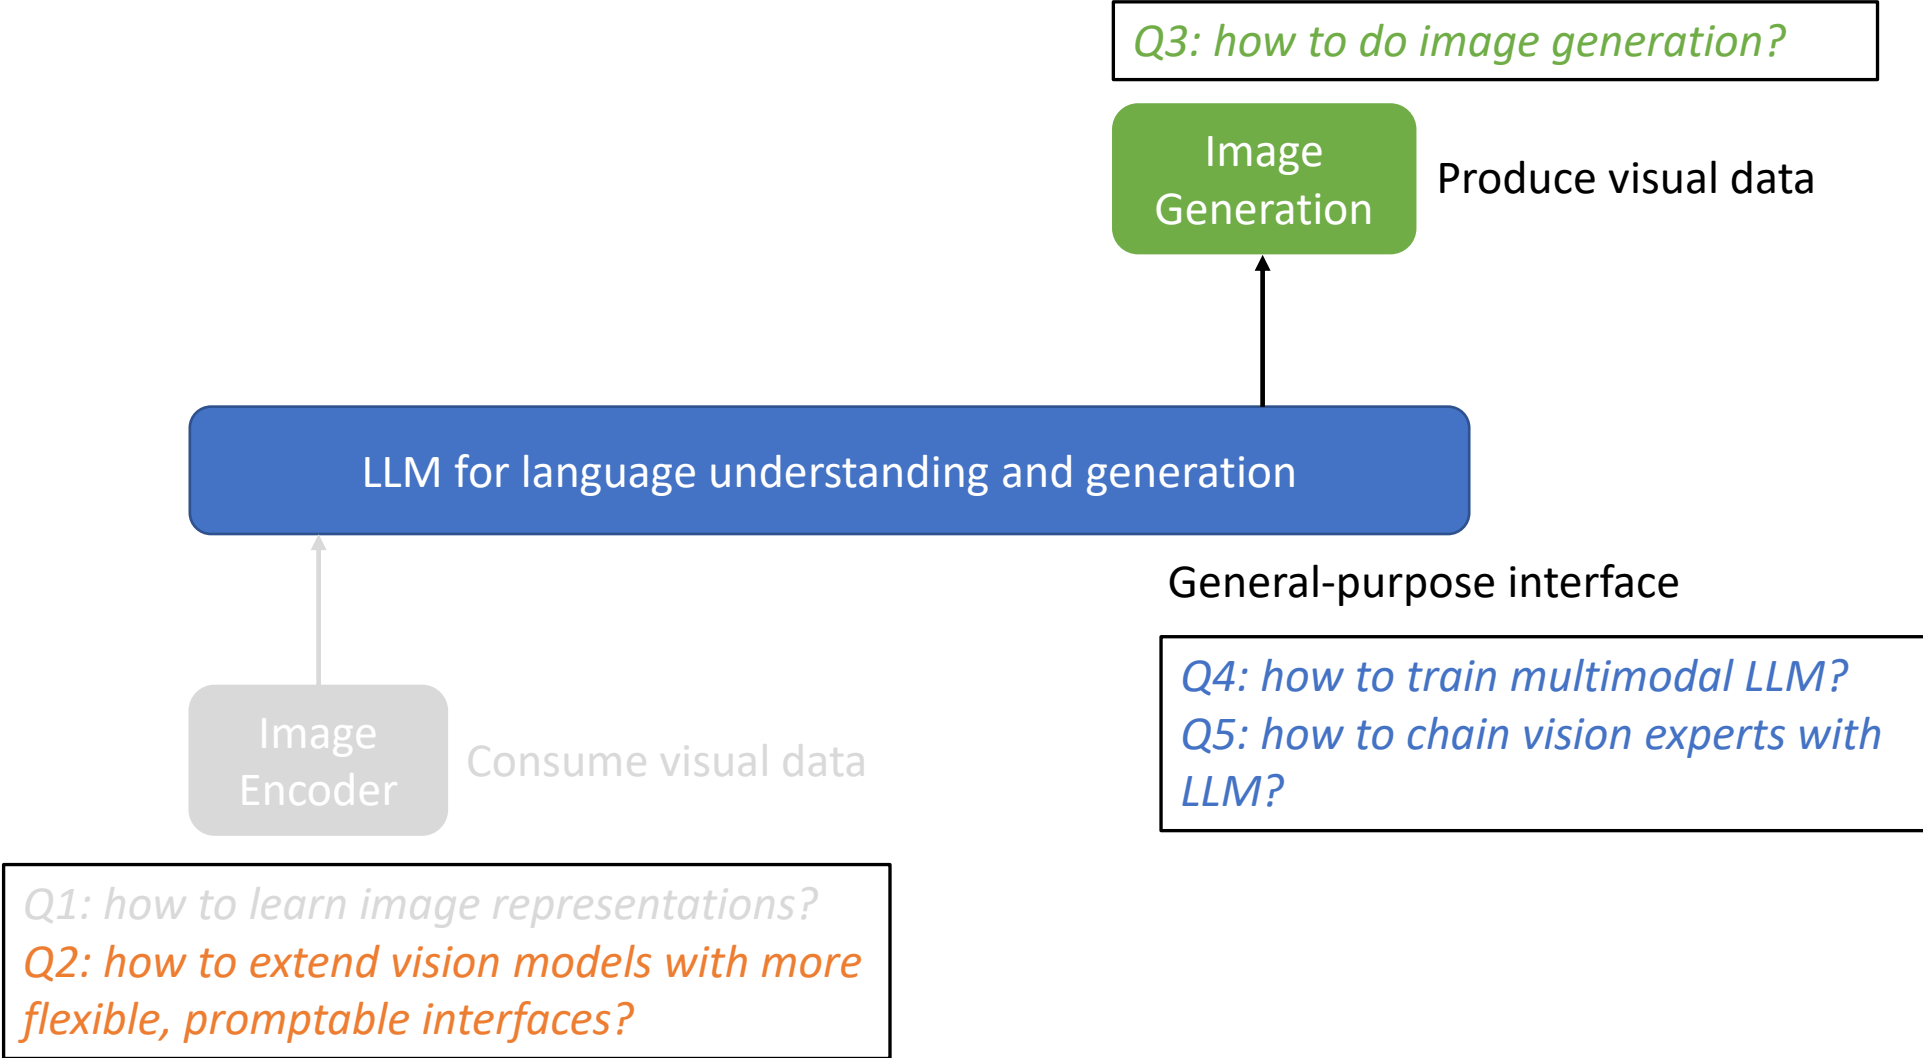 Q3: how to do image generation?
Image
Generation
Produce visual data
LLM for language understanding and generation
General-purpose interface
Q4: how to train multimodal LLM?
Q5: how to chain vision experts with
LLM?
Image
Encoder
Consume visual data
Q1: how to learn image representations?
Q2: how to extend vision models with more
flexible, promptable interfaces?